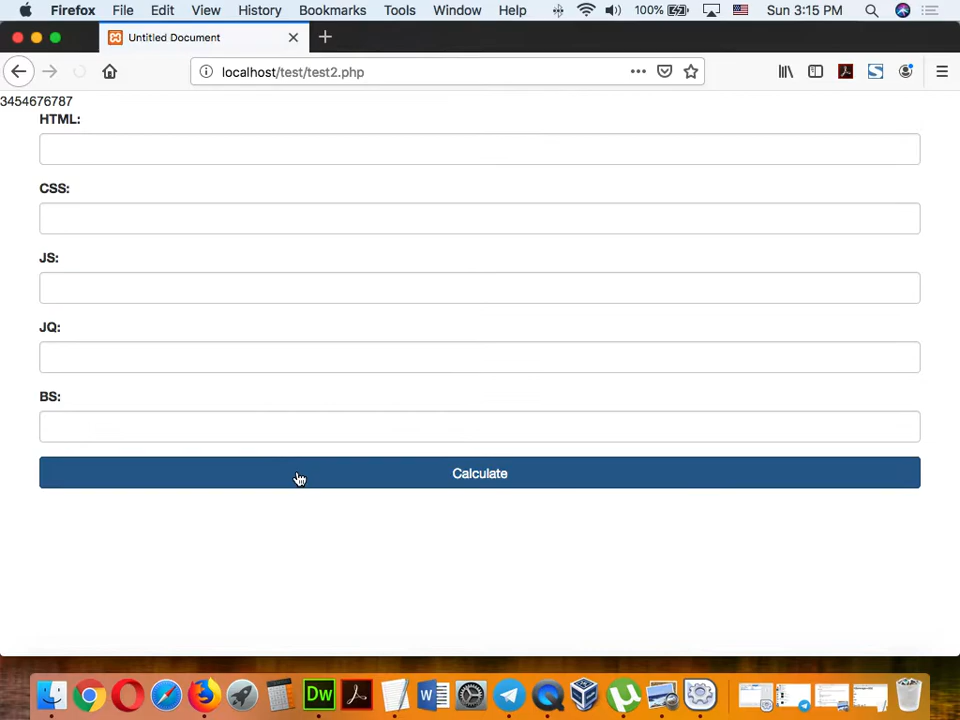 Firefox File Edit View History Bookmarks Tools Window Help 100% Sun 3:15 PM
Untitled Document
localhost/test/test2.php
3454676787
HTML:
CSS:
JS:
JQ:
BS:
Calculate
Dw
W